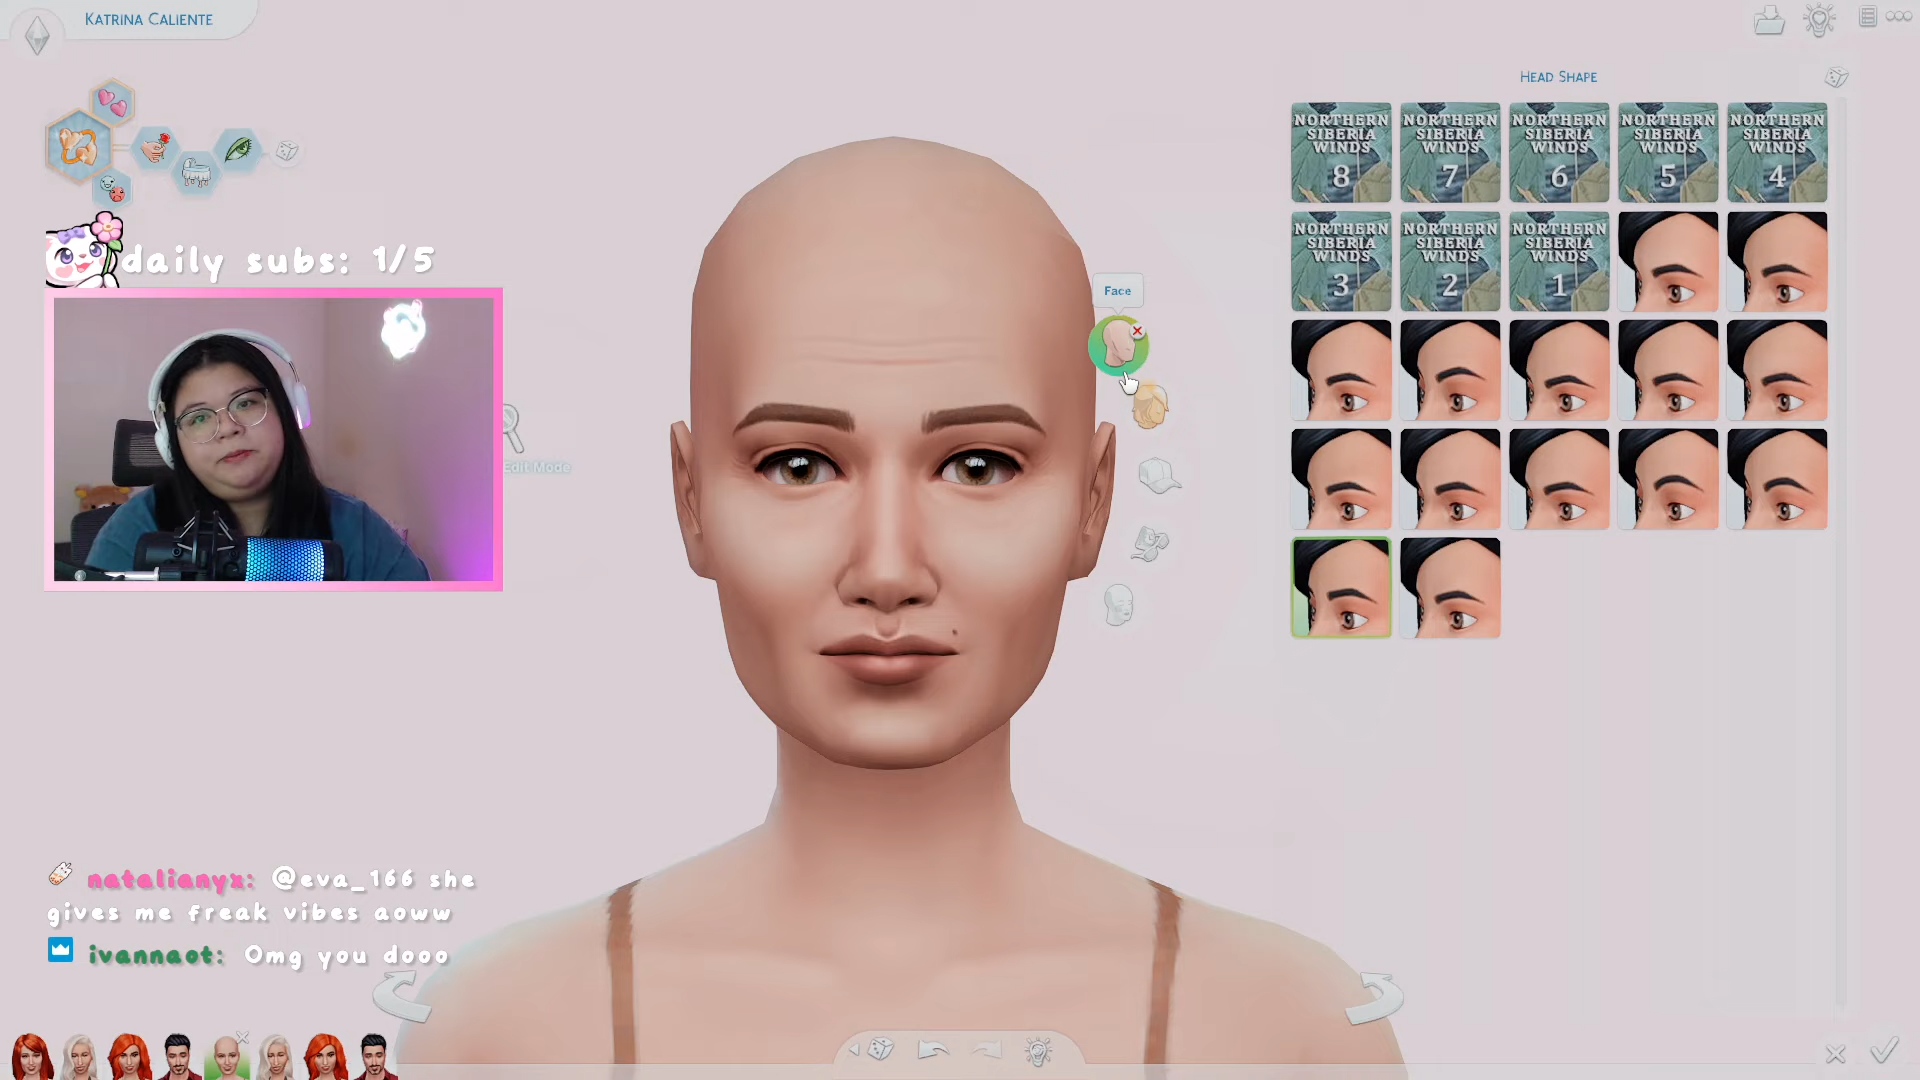 Katrina Caliente
Head Shape
NORTHERN SIBERIA WINDS 8
NORTHERN SIBERIA WINDS 7
NORTHERN SIBERIA WINDS 6
NORTHERN SIBERIA WINDS 5
NORTHERN SIBERIA WINDS 4
NORTHERN SIBERIA WINDS 3
NORTHERN SIBERIA WINDS 2
NORTHERN SIBERIA WINDS 1
daily subs: 1/5
Face
Edit Mode
natalianyx: @eva_166 she
gives me freak vibes aoww
ivannaot: Omg you dooo